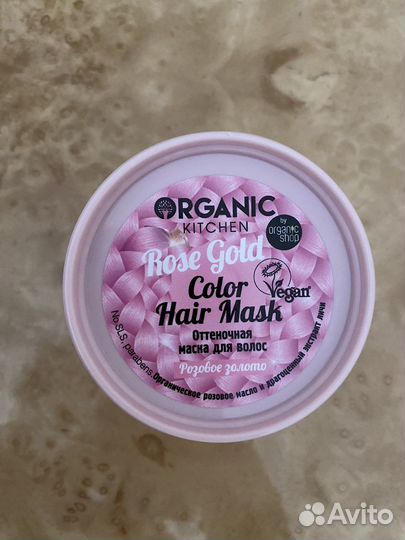 ORGANIC
KITCHEN
by
organic
shop
Rose Gold
Color
Hair Mask
Vegan
Оттеночная
маска для волос
Розовое золото
No SLS, parabens
Органическое розовое масло и драгоценный экстракт личи
Avito